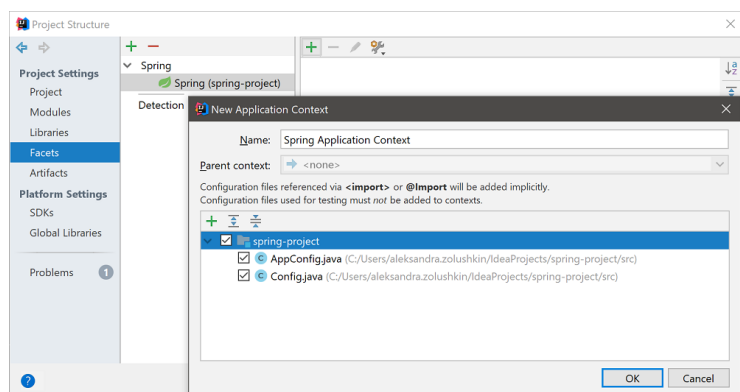 Project Structure
Project Settings
Project
Modules
Libraries
Facets
Artifacts
Platform Settings
SDKs
Global Libraries
Problems 1
Spring
Spring (spring-project)
Detection
New Application Context
Name: Spring Application Context
Parent context: <none>
Configuration files referenced via <import> or @Import will be added implicitly.
Configuration files used for testing must not be added to contexts.
spring-project
AppConfig.java (C:/Users/aleksandra.zolushkin/IdeaProjects/spring-project/src)
Config.java (C:/Users/aleksandra.zolushkin/IdeaProjects/spring-project/src)
OK Cancel